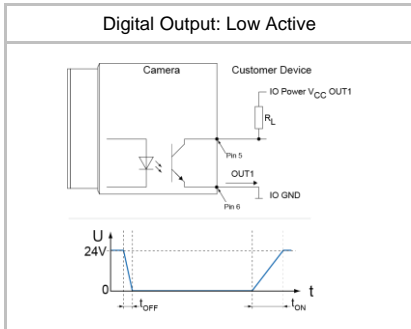 Digital Output: Low Active
Camera
Customer Device
IO Power VCC OUT1
RL
Pin 5
OUT1
Pin 6
IO GND
U
24V
0
t
tOFF
tON